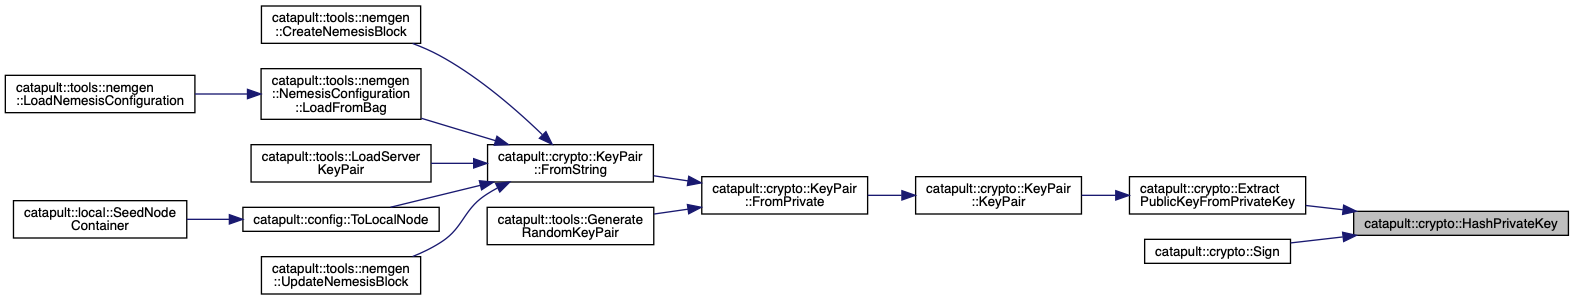 catapult::tools::nemgen
::CreateNemesisBlock
catapult::tools::nemgen
::NemesisConfiguration
::LoadFromBag
catapult::tools::nemgen
::LoadNemesisConfiguration
catapult::tools::LoadServer
KeyPair
catapult::crypto::KeyPair
::FromString
catapult::local::SeedNode
Container
catapult::config::ToLocalNode
catapult::tools::nemgen
::UpdateNemesisBlock
catapult::crypto::KeyPair
::FromPrivate
catapult::tools::Generate
RandomKeyPair
catapult::crypto::KeyPair
::KeyPair
catapult::crypto::Extract
PublicKeyFromPrivateKey
catapult::crypto::Sign
catapult::crypto::HashPrivateKey